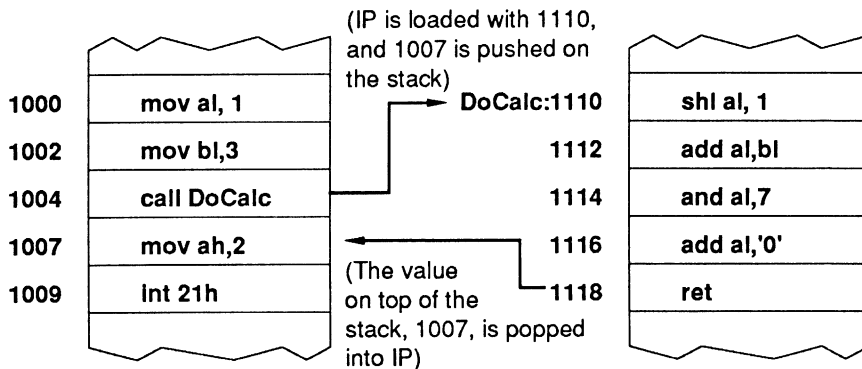 (IP is loaded with 1110,
and 1007 is pushed on
the stack)
1000 mov al, 1
1002 mov bl,3
1004 call DoCalc
1007 mov ah,2
1009 int 21h
DoCalc:1110 shl al, 1
1112 add al,bl
1114 and al,7
1116 add al,'0'
1118 ret
(The value
on top of the
stack, 1007, is popped
into IP)